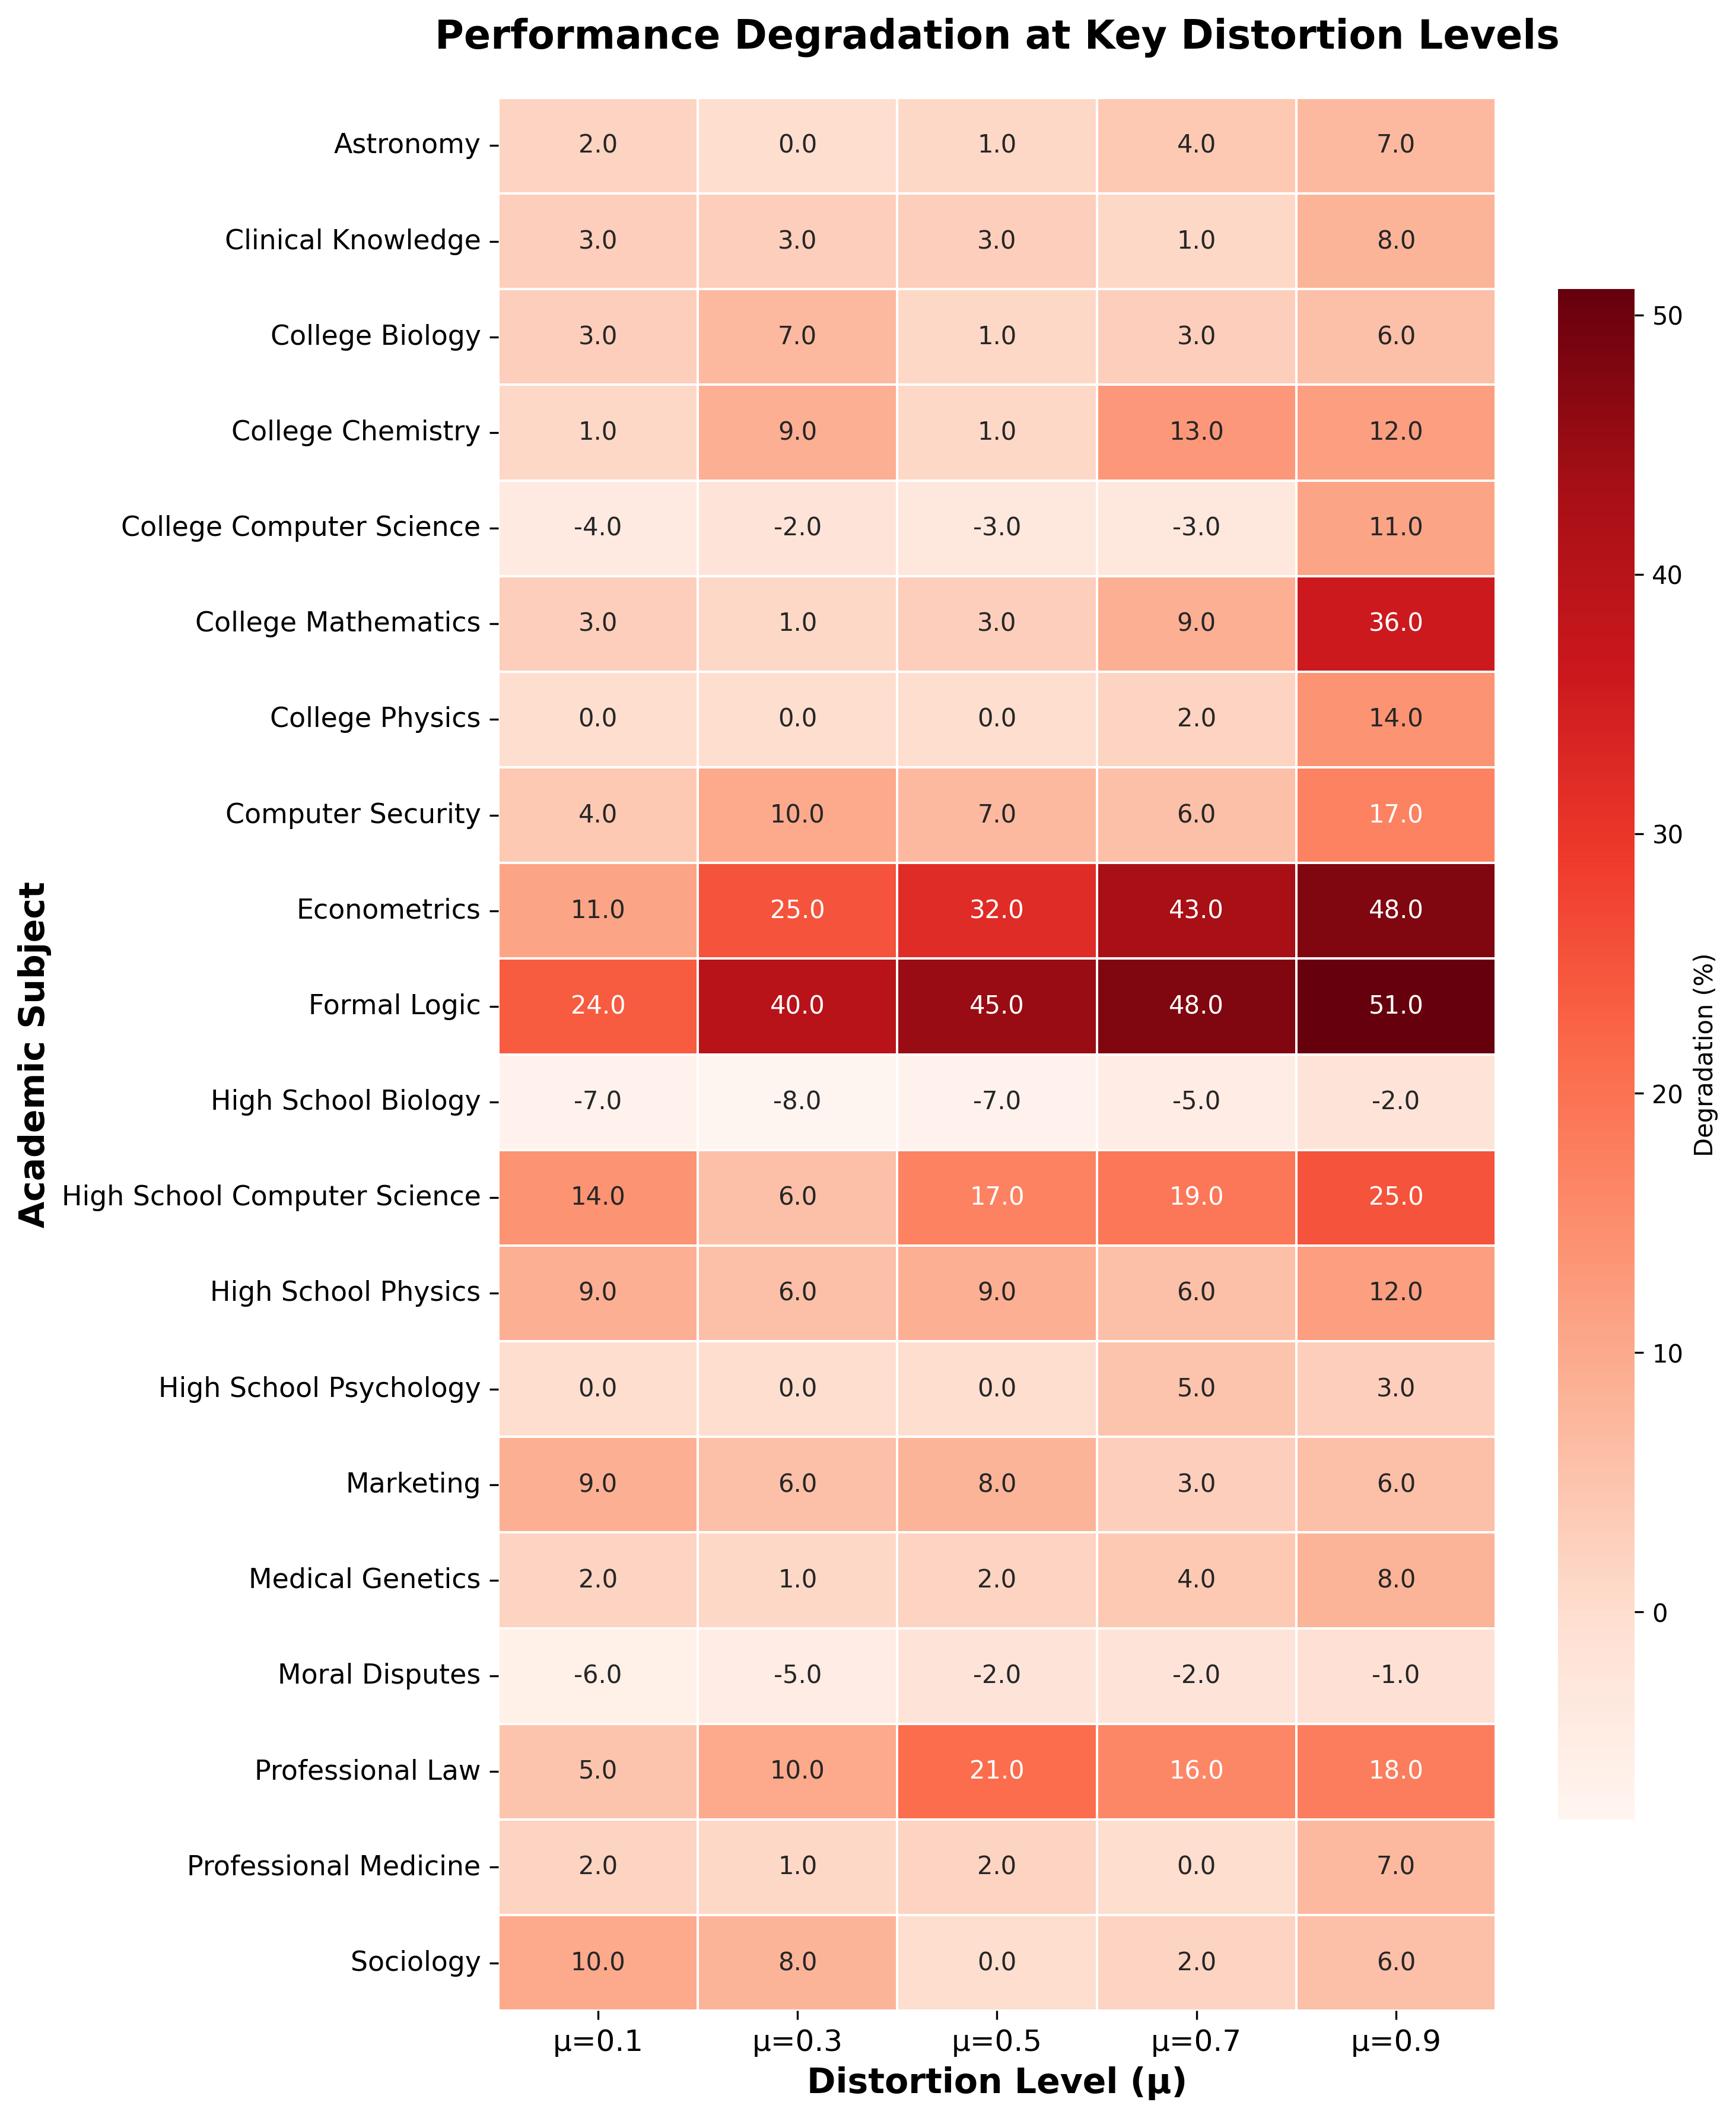 Performance Degradation at Key Distortion Levels
Astronomy 2.0 0.0 1.0 4.0 7.0
Clinical Knowledge 3.0 3.0 3.0 1.0 8.0
College Biology 3.0 7.0 1.0 3.0 6.0
College Chemistry 1.0 9.0 1.0 13.0 12.0
College Computer Science -4.0 -2.0 -3.0 -3.0 11.0
College Mathematics 3.0 1.0 3.0 9.0 36.0
College Physics 0.0 0.0 0.0 2.0 14.0
Computer Security 4.0 10.0 7.0 6.0 17.0
Econometrics 11.0 25.0 32.0 43.0 48.0
Formal Logic 24.0 40.0 45.0 48.0 51.0
High School Biology -7.0 -8.0 -7.0 -5.0 -2.0
High School Computer Science 14.0 6.0 17.0 19.0 25.0
High School Physics 9.0 6.0 9.0 6.0 12.0
High School Psychology 0.0 0.0 0.0 5.0 3.0
Marketing 9.0 6.0 8.0 3.0 6.0
Medical Genetics 2.0 1.0 2.0 4.0 8.0
Moral Disputes -6.0 -5.0 -2.0 -2.0 -1.0
Professional Law 5.0 10.0 21.0 16.0 18.0
Professional Medicine 2.0 1.0 2.0 0.0 7.0
Sociology 10.0 8.0 0.0 2.0 6.0
μ=0.1 μ=0.3 μ=0.5 μ=0.7 μ=0.9
Distortion Level (μ)
Academic Subject
50
40
30
20
10
0
Degradation (%)